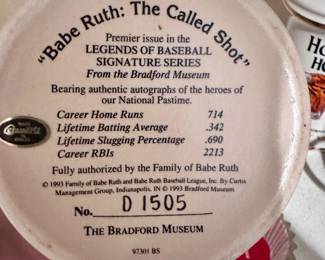 "Babe Ruth: The Called Shot"
Premier issue in the
LEGENDS OF BASEBALL
SIGNATURE SERIES
From the Bradford Museum
Bearing authentic autographs of the heroes of
our National Pastime.
Career Home Runs 714
Lifetime Batting Average .342
Lifetime Slugging Percentage .690
Career RBIs 2213
Fully authorized by the Family of Babe Ruth
© 1993 Family of Babe Ruth and Babe Ruth Baseball League, Inc. By Curtis
Management Group, Indianapolis, IN © 1993 Bradford Museum
No. D 1505
THE BRADFORD MUSEUM
97301 BS
HO
HO